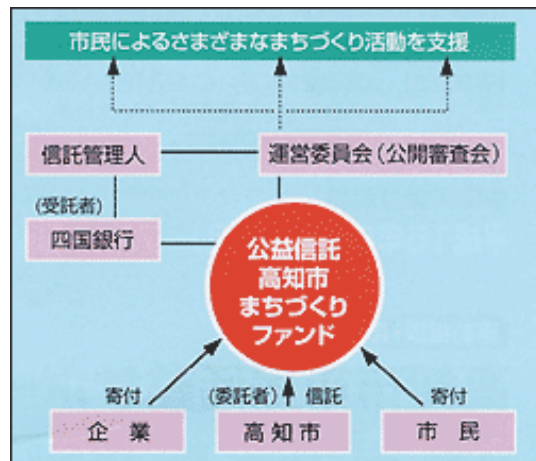 市民によるさまざまなまちづくり活動を支援
信託管理人
運営委員会(公開審査会)
(受託者)
四国銀行
公益信託
高知市
まちづくり
ファンド
寄付
(委託者)
信託
寄付
企業
高知市
市民